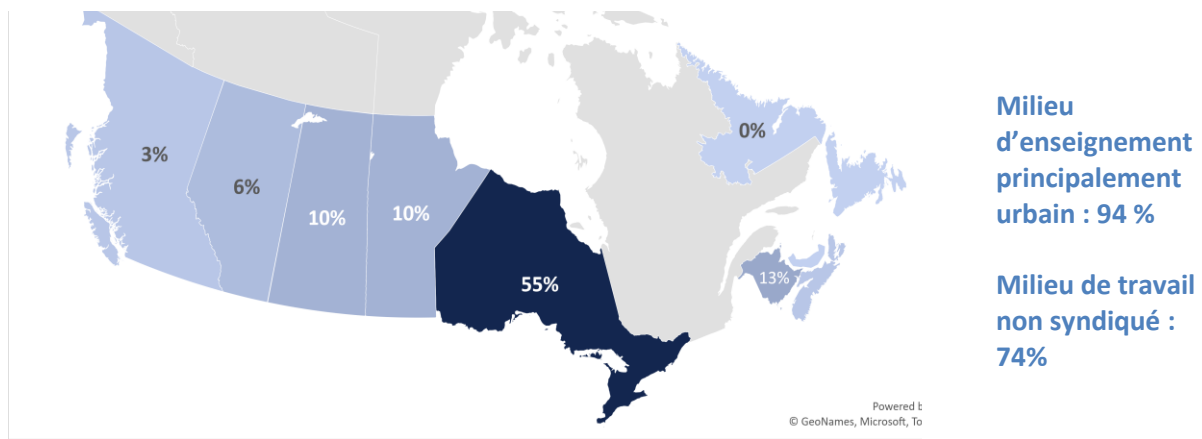 3%
6%
10%
10%
55%
0%
13%
Milieu
d’enseignement
principalement
urbain : 94 %
Milieu de travail
non syndiqué :
74%
Powered
© GeoNames, Microsoft,